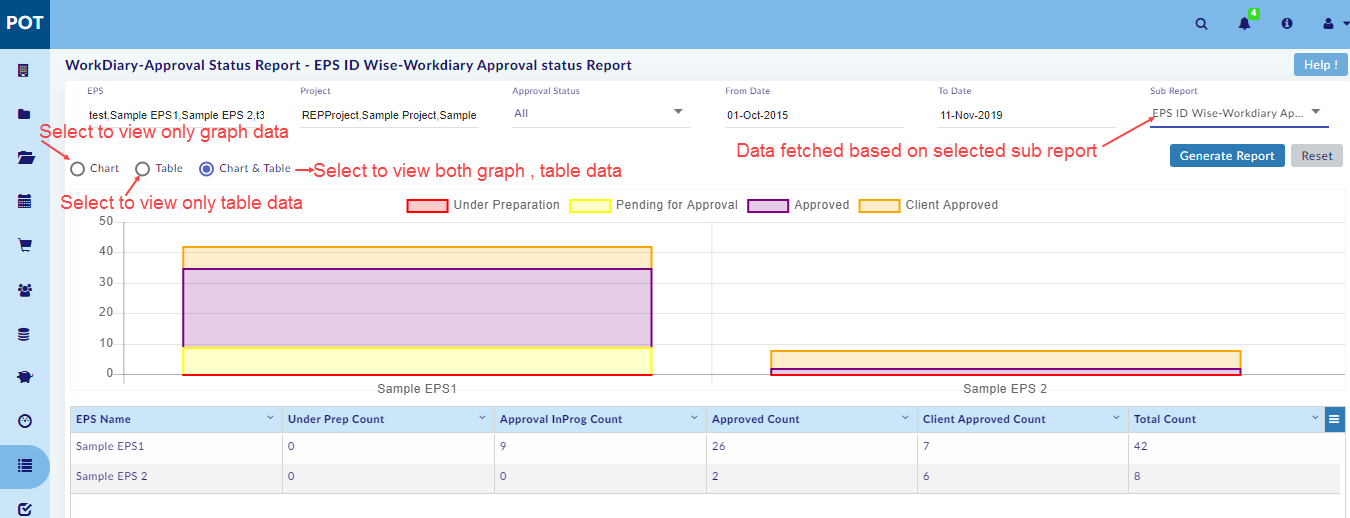 POT
4
WorkDiary-Approval Status Report - EPS ID Wise-Workdiary Approval status Report
Help !
EPS
Project
Approval Status
From Date
To Date
Sub Report
test,Sample EPS1,Sample EPS 2,t3
REPProject,Sample Project,Sample
All
01-Oct-2015
11-Nov-2019
EPS ID Wise-Workdiary Ap...
Select to view only graph data
Data fetched based on selected sub report
Generate Report
Reset
Chart
Table
Chart & Table
Select to view both graph , table data
Select to view only table data
Under Preparation
Pending for Approval
Approved
Client Approved
50
40
30
20
10
0
Sample EPS1
Sample EPS 2
EPS Name
Under Prep Count
Approval InProg Count
Approved Count
Client Approved Count
Total Count
Sample EPS1
0
9
26
7
42
Sample EPS 2
0
0
2
6
8